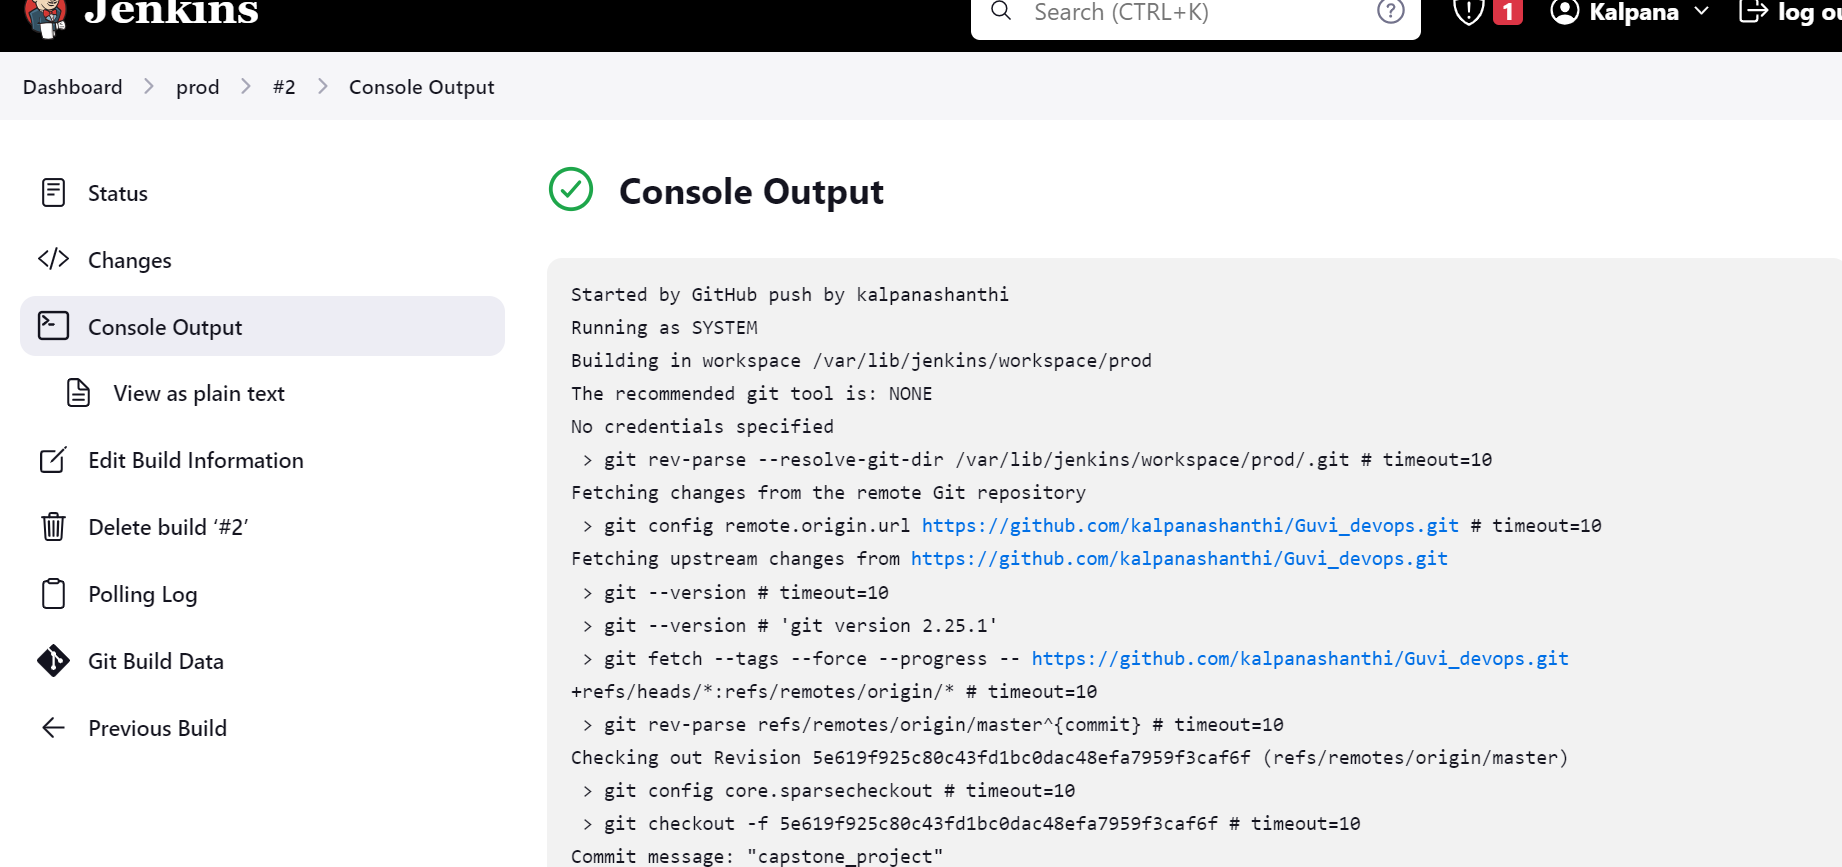 Jenkins
Search (CTRL+K)
1
Kalpana
log ou
Dashboard
prod
#2
Console Output
Status
Changes
Console Output
View as plain text
Edit Build Information
Delete build ‘#2’
Polling Log
Git Build Data
Previous Build
Console Output
Started by GitHub push by kalpanashanthi
Running as SYSTEM
Building in workspace /var/lib/jenkins/workspace/prod
The recommended git tool is: NONE
No credentials specified
> git rev-parse --resolve-git-dir /var/lib/jenkins/workspace/prod/.git # timeout=10
Fetching changes from the remote Git repository
> git config remote.origin.url https://github.com/kalpanashanthi/Guvi_devops.git # timeout=10
Fetching upstream changes from https://github.com/kalpanashanthi/Guvi_devops.git
> git --version # timeout=10
> git --version # 'git version 2.25.1'
> git fetch --tags --force --progress -- https://github.com/kalpanashanthi/Guvi_devops.git
+refs/heads/*:refs/remotes/origin/* # timeout=10
> git rev-parse refs/remotes/origin/master^{commit} # timeout=10
Checking out Revision 5e619f925c80c43fd1bc0dac48efa7959f3caf6f (refs/remotes/origin/master)
> git config core.sparsecheckout # timeout=10
> git checkout -f 5e619f925c80c43fd1bc0dac48efa7959f3caf6f # timeout=10
Commit message: "capstone_project"